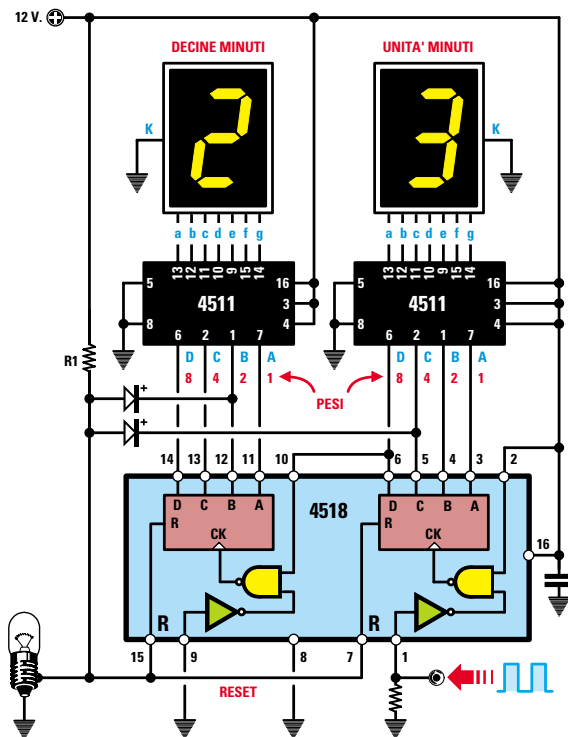 12 V.
DECINE MINUTI
UNITA' MINUTI
K
K
a b c d e f g
a b c d e f g
13 12 11 10 9 15 14
13 12 11 10 9 15 14
5
16
5
16
4511
3
4511
3
8
4
8
4
6 2 1 7
6 2 1 7
D C B A
D C B A
R1
8 4 2 1
8 4 2 1
PESI
14 13 12 11 10
6 5 4 3 2
D C B A
4518
D C B A
R
R
CK
CK
16
R
R
15 9 8 7 1
RESET